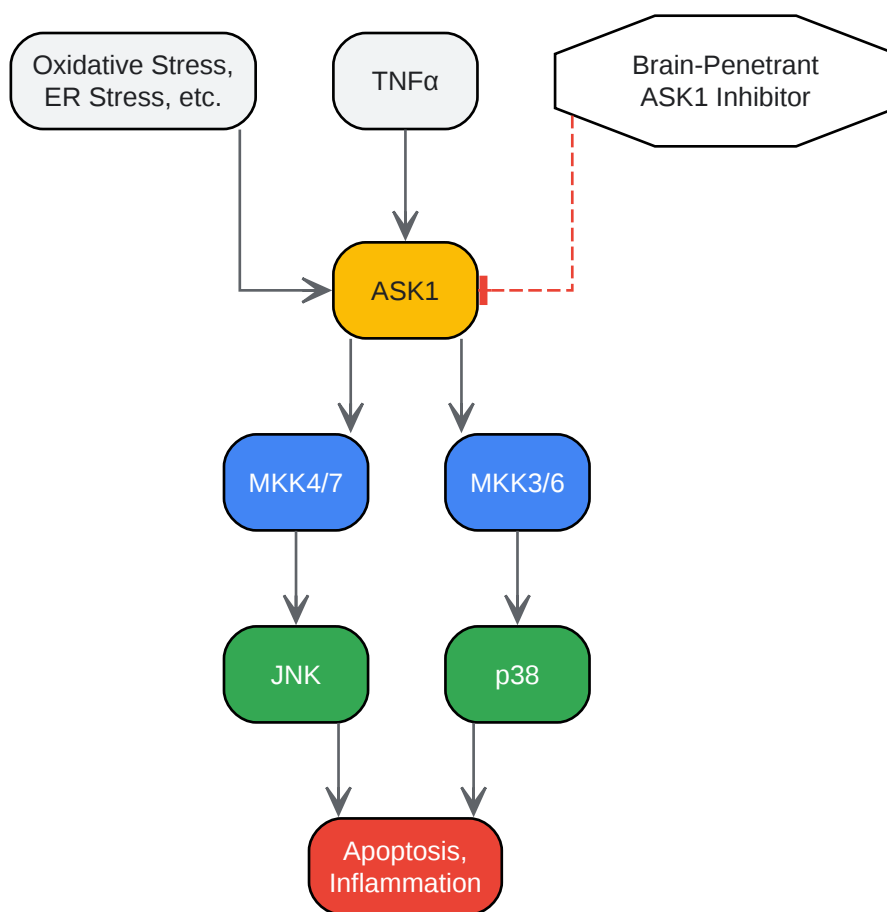 Oxidative Stress,
ER Stress, etc.
TNFα
Brain-Penetrant
ASK1 Inhibitor
ASK1
MKK4/7
MKK3/6
JNK
p38
Apoptosis,
Inflammation